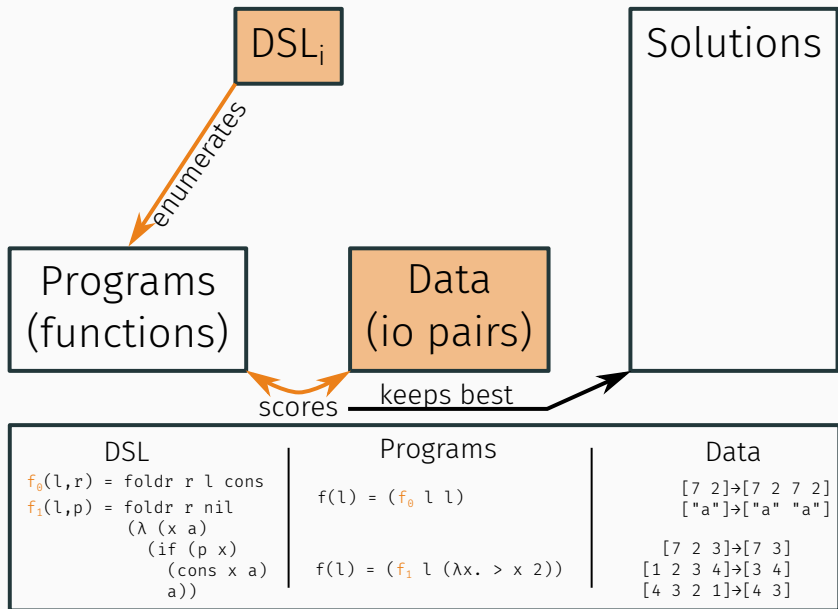 DSLi
Solutions
enumerates
Programs
(functions)
Data
(io pairs)
scores
keeps best
DSL
f₀(l,r) = foldr r l cons
f₁(l,p) = foldr r nil
(λ (x a)
(if (p x)
(cons x a)
a))
Programs
f(l) = (f₀ l l)
f(l) = (f₁ l (λx. > x 2))
Data
[7 2]→[7 2 7 2]
["a"]→["a" "a"]
[7 2 3]→[7 3]
[1 2 3 4]→[3 4]
[4 3 2 1]→[4 3]